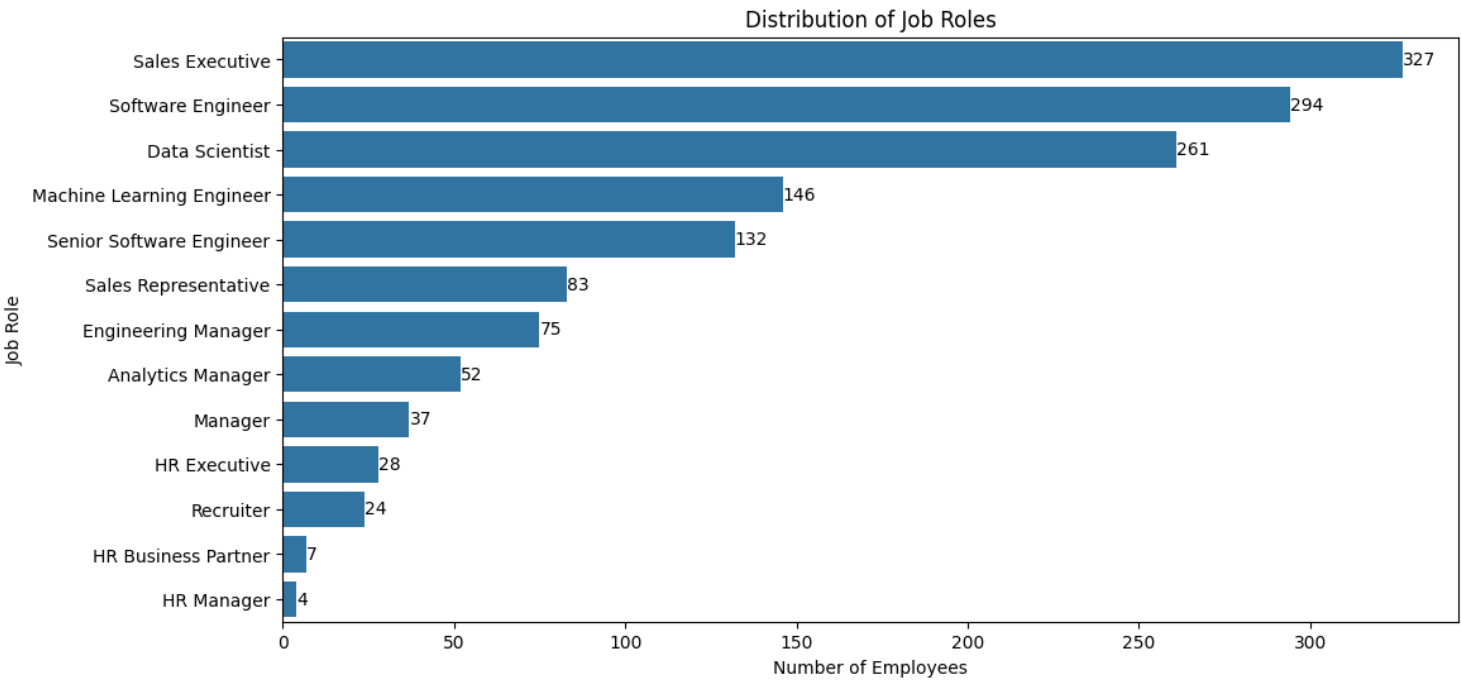 Distribution of Job Roles
Job Role
Sales Executive 327
Software Engineer 294
Data Scientist 261
Machine Learning Engineer 146
Senior Software Engineer 132
Sales Representative 83
Engineering Manager 75
Analytics Manager 52
Manager 37
HR Executive 28
Recruiter 24
HR Business Partner 7
HR Manager 4
0 50 100 150 200 250 300
Number of Employees